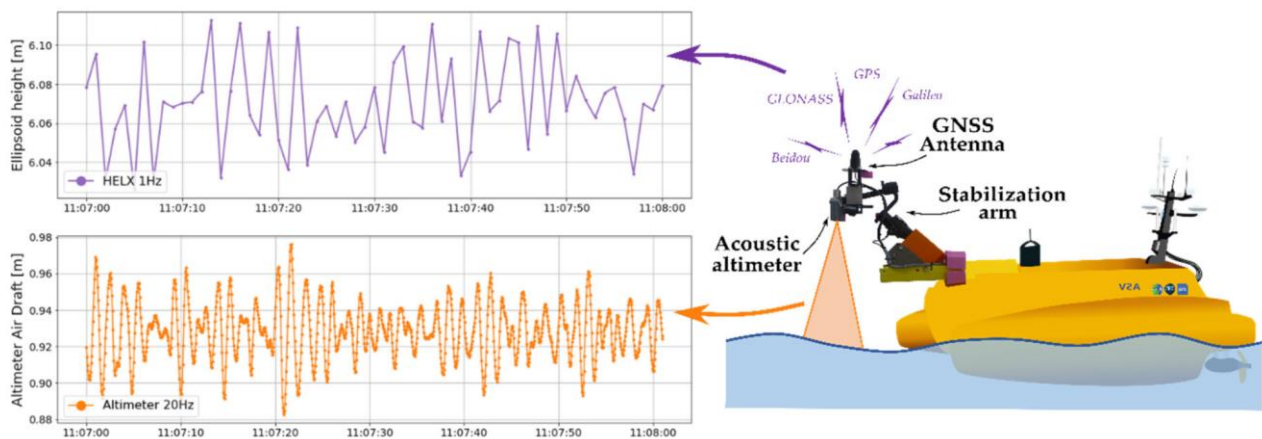 Ellipsoid height [m]
6.10
6.08
6.06
6.04
HELX 1Hz
11:07:00
11:07:10
11:07:20
11:07:30
11:07:40
11:07:50
11:08:00
Altimeter Air Draft [m]
0.98
0.96
0.94
0.92
0.90
0.88
Altimeter 20Hz
11:07:00
11:07:10
11:07:20
11:07:30
11:07:40
11:07:50
11:08:00
GPS
GLONASS
Galileo
Beidou
GNSS
Antenna
Stabilization
arm
Acoustic
altimeter
ASV